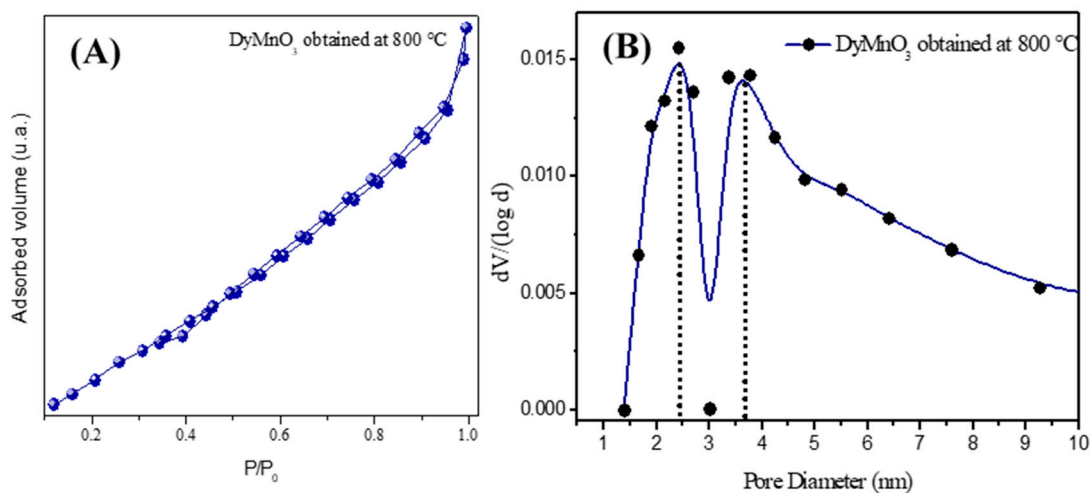 (A)
DyMnO₃ obtained at 800 °C
Adsorbed volume (u.a.)
0.2 0.4 0.6 0.8 1.0
P/P₀
(B)
DyMnO₃ obtained at 800 °C
dV/(log d)
0.015
0.010
0.005
0.000
1 2 3 4 5 6 7 8 9 10
Pore Diameter (nm)